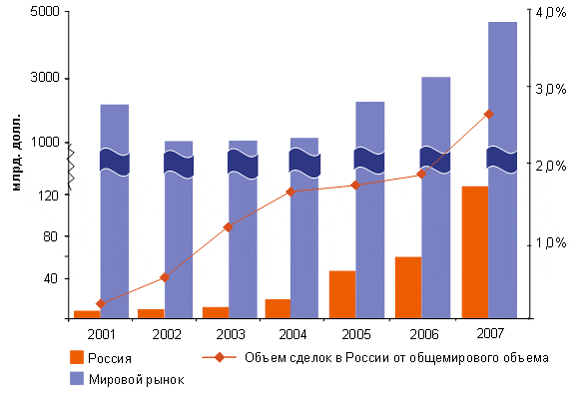 5000
3000
1000
120
80
40
млрд. долл.
4,0%
3,0%
2,0%
1,0%
2001 2002 2003 2004 2005 2006 2007
Россия
Объем сделок в России от общемирового объема
Мировой рынок